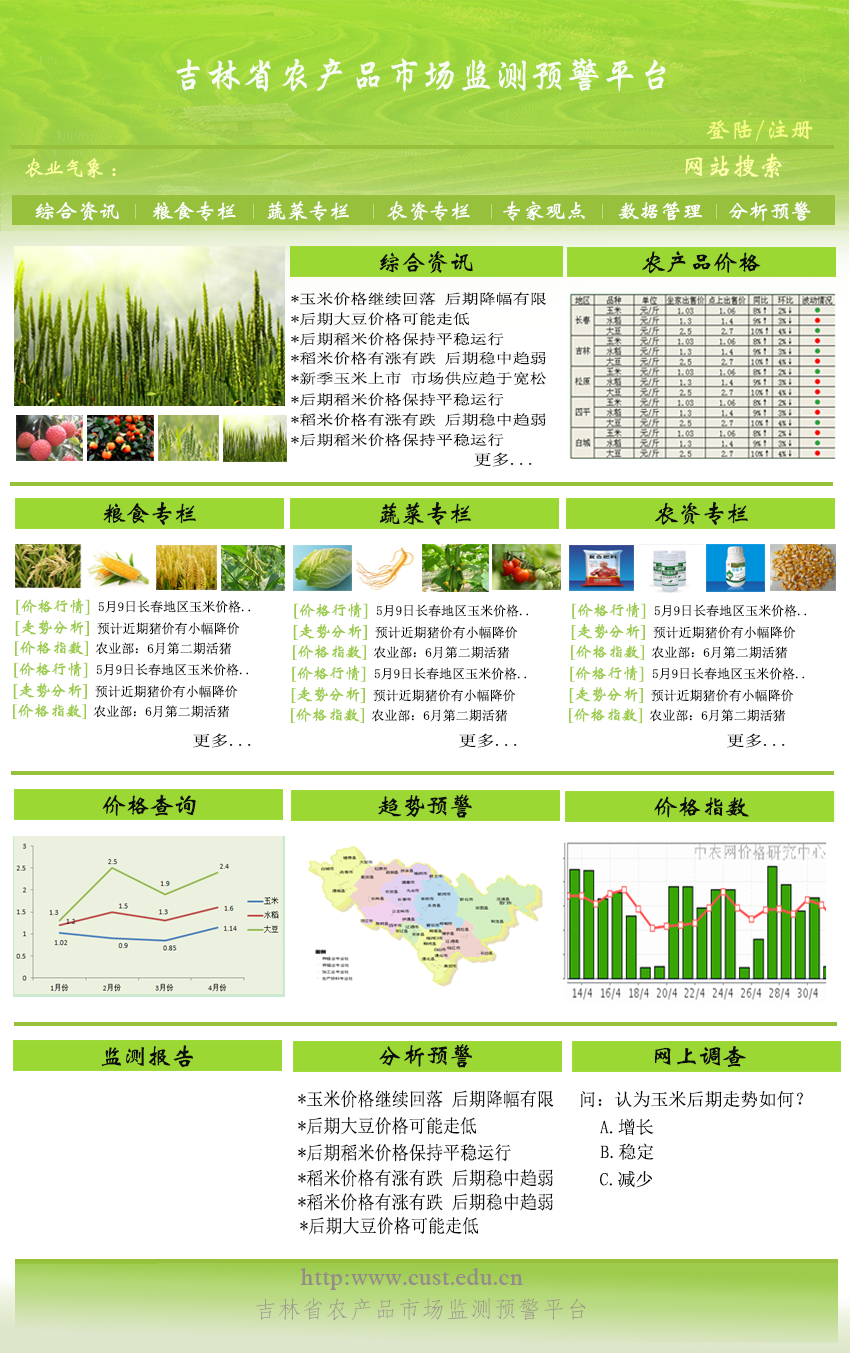 吉林省农产品市场监测预警平台
登陆/注册
农业气象：
网站搜索
综合资讯 粮食专栏 蔬菜专栏 农资专栏 专家观点 数据管理 分析预警
综合资讯
*玉米价格继续回落 后期降幅有限
*后期大豆价格可能走低
*后期稻米价格保持平稳运行
*稻米价格有涨有跌 后期稳中趋弱
*新季玉米上市 市场供应趋于宽松
*后期稻米价格保持平稳运行
*稻米价格有涨有跌 后期稳中趋弱
*后期稻米价格保持平稳运行
更多...
农产品价格
地区 品种 单位 坐家出售价 点上出售价 同比 环比 波动情况
长春 玉米 元/斤 1.03 1.06 8%↑ 2%↓
水稻 元/斤 1.3 1.4 9%↑ 3%↓
大豆 元/斤 2.5 2.7 10%↑ 4%↓
吉林 玉米 元/斤 1.03 1.06 8%↑ 2%↓
水稻 元/斤 1.3 1.4 9%↑ 3%↓
大豆 元/斤 2.5 2.7 10%↑ 4%↓
松原 玉米 元/斤 1.03 1.06 8%↑ 2%↓
水稻 元/斤 1.3 1.4 9%↑ 3%↓
大豆 元/斤 2.5 2.7 10%↑ 4%↓
四平 玉米 元/斤 1.03 1.06 8%↑ 2%↓
水稻 元/斤 1.3 1.4 9%↑ 3%↓
大豆 元/斤 2.5 2.7 10%↑ 4%↓
白城 玉米 元/斤 1.03 1.06 8%↑ 2%↓
水稻 元/斤 1.3 1.4 9%↑ 3%↓
大豆 元/斤 2.5 2.7 10%↑ 4%↓
粮食专栏
[价格行情] 5月9日长春地区玉米价格..
[走势分析] 预计近期猪价有小幅降价
[价格指数] 农业部：6月第二期活猪
[价格行情] 5月9日长春地区玉米价格..
[走势分析] 预计近期猪价有小幅降价
[价格指数] 农业部：6月第二期活猪
更多...
蔬菜专栏
[价格行情] 5月9日长春地区玉米价格..
[走势分析] 预计近期猪价有小幅降价
[价格指数] 农业部：6月第二期活猪
[价格行情] 5月9日长春地区玉米价格..
[走势分析] 预计近期猪价有小幅降价
[价格指数] 农业部：6月第二期活猪
更多...
农资专栏
复合肥料
[价格行情] 5月9日长春地区玉米价格..
[走势分析] 预计近期猪价有小幅降价
[价格指数] 农业部：6月第二期活猪
[价格行情] 5月9日长春地区玉米价格..
[走势分析] 预计近期猪价有小幅降价
[价格指数] 农业部：6月第二期活猪
更多...
价格查询
3
2.5
2
1.5
1
0.5
0
1.3 2.5 1.9 2.4
1.2 1.5 1.3 1.6
1.02 0.9 0.85 1.14
玉米
水稻
大豆
1月份 2月份 3月份 4月份
趋势预警
价格指数
中农网价格研究中心
14/4 16/4 18/4 20/4 22/4 24/4 26/4 28/4 30/4
监测报告
分析预警
*玉米价格继续回落 后期降幅有限
*后期大豆价格可能走低
*后期稻米价格保持平稳运行
*稻米价格有涨有跌 后期稳中趋弱
*稻米价格有涨有跌 后期稳中趋弱
*后期大豆价格可能走低
网上调查
问：认为玉米后期走势如何？
A.增长
B.稳定
C.减少
http:www.cust.edu.cn
吉林省农产品市场监测预警平台